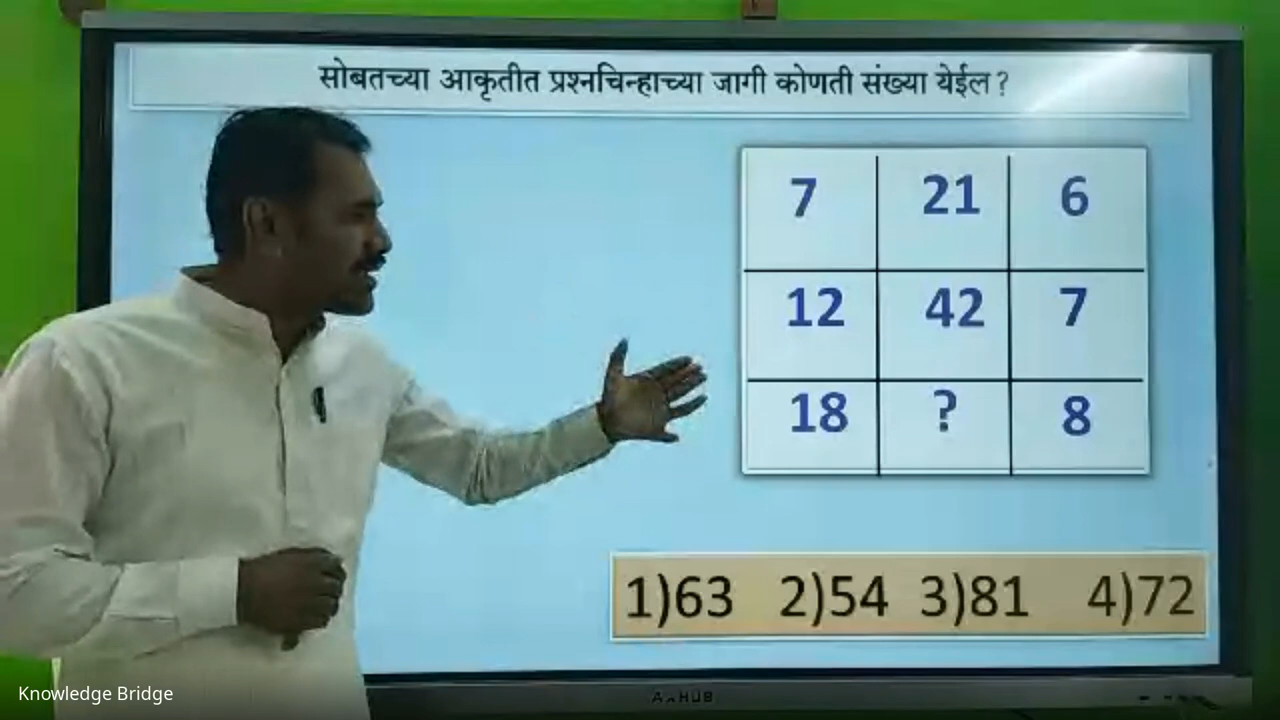 सोबतच्या आकृतीत प्रश्नचिन्हाच्या जागी कोणती संख्या येईल ?
7 21 6
12 42 7
18 ? 8
1)63 2)54 3)81 4)72
Knowledge Bridge